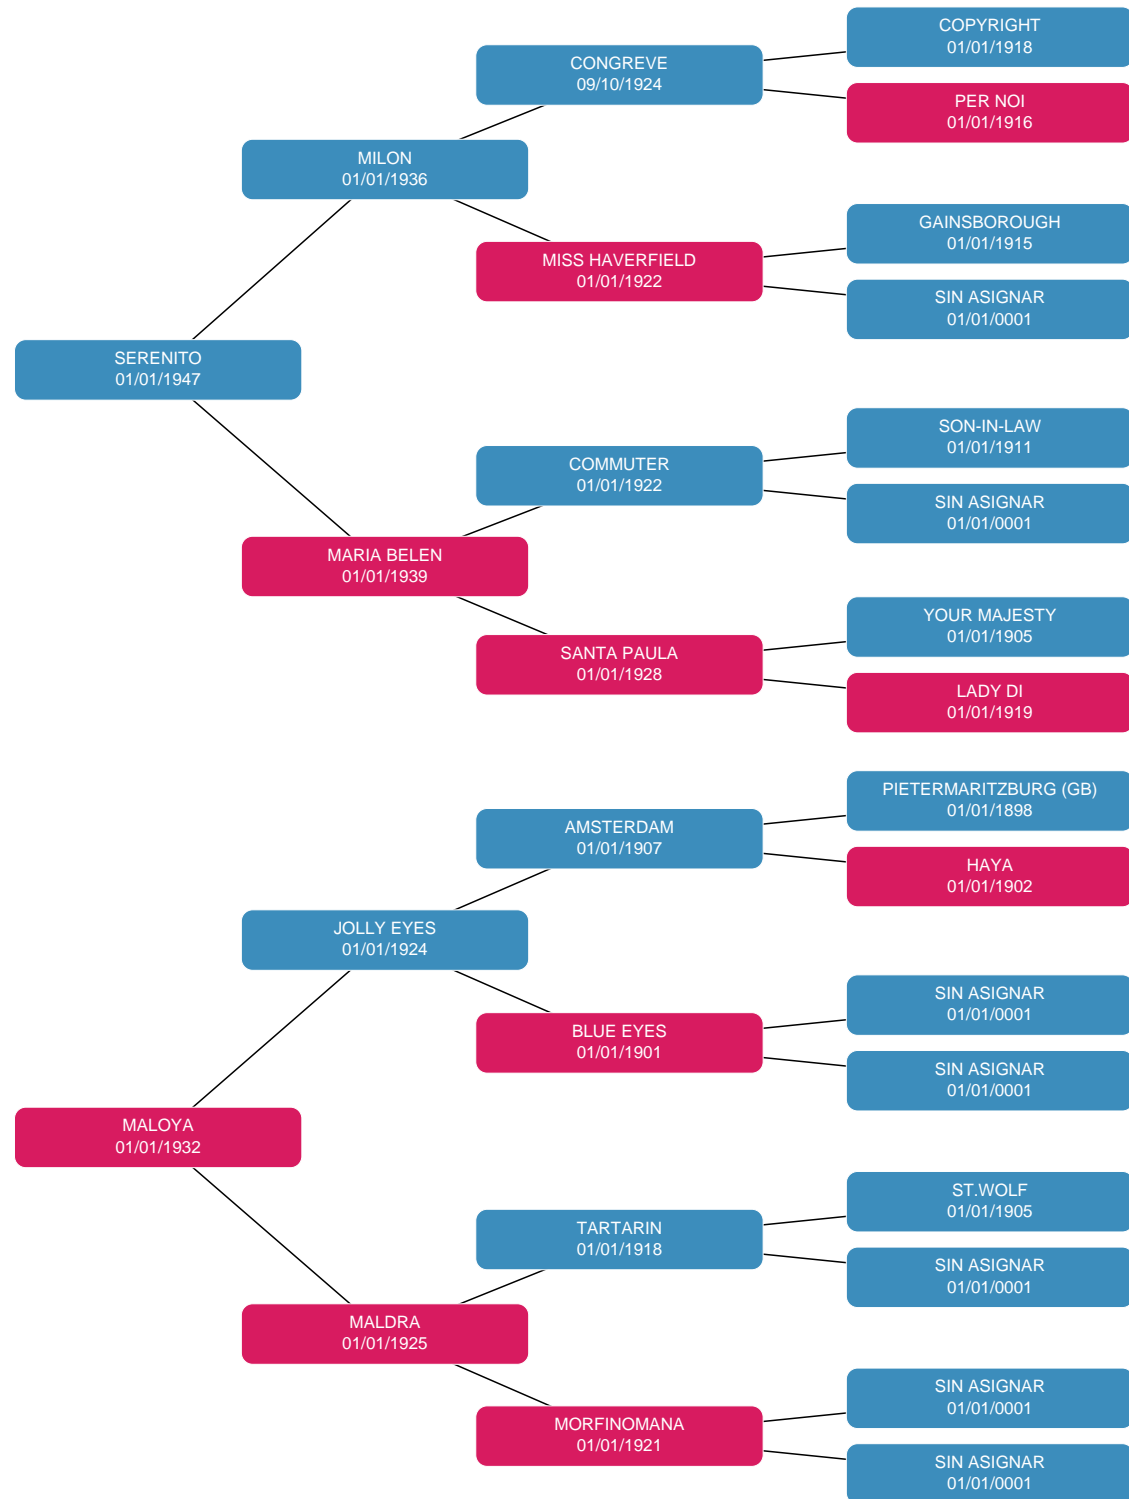 COPYRIGHT
01/01/1918
CONGREVE
09/10/1924
PER NOI
01/01/1916
MILON
01/01/1936
GAINSBOROUGH
01/01/1915
MISS HAVERFIELD
01/01/1922
SIN ASIGNAR
01/01/0001
SERENITO
01/01/1947
SON-IN-LAW
01/01/1911
COMMUTER
01/01/1922
SIN ASIGNAR
01/01/0001
MARIA BELEN
01/01/1939
YOUR MAJESTY
01/01/1905
SANTA PAULA
01/01/1928
LADY DI
01/01/1919
PIETERMARITZBURG (GB)
01/01/1898
AMSTERDAM
01/01/1907
HAYA
01/01/1902
JOLLY EYES
01/01/1924
SIN ASIGNAR
01/01/0001
BLUE EYES
01/01/1901
SIN ASIGNAR
01/01/0001
MALOYA
01/01/1932
ST.WOLF
01/01/1905
TARTARIN
01/01/1918
SIN ASIGNAR
01/01/0001
MALDRA
01/01/1925
SIN ASIGNAR
01/01/0001
MORFINOMANA
01/01/1921
SIN ASIGNAR
01/01/0001